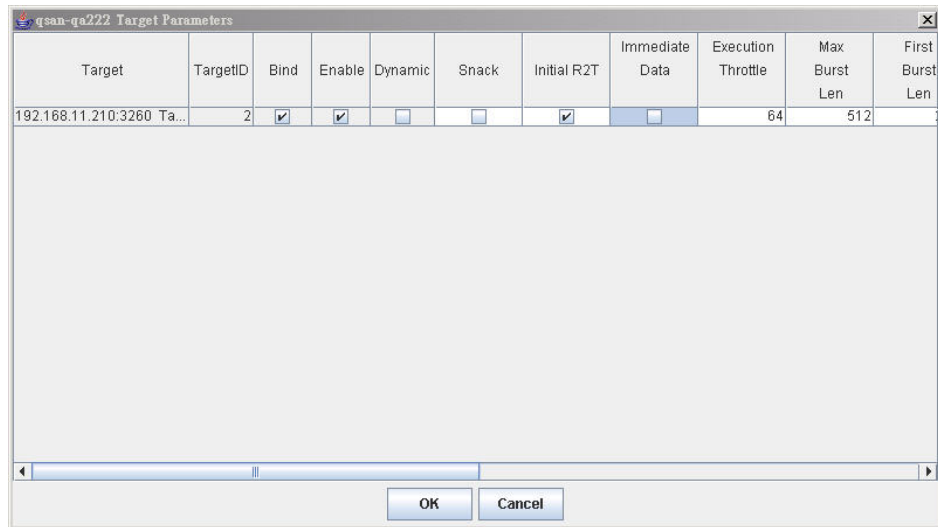 qsan-qa222 Target Parameters
Target TargetID Bind Enable Dynamic Snack Initial R2T Immediate Data Execution Throttle Max Burst Len First Burst Len
192.168.11.210:3260 Ta... 2 64 512
OK Cancel